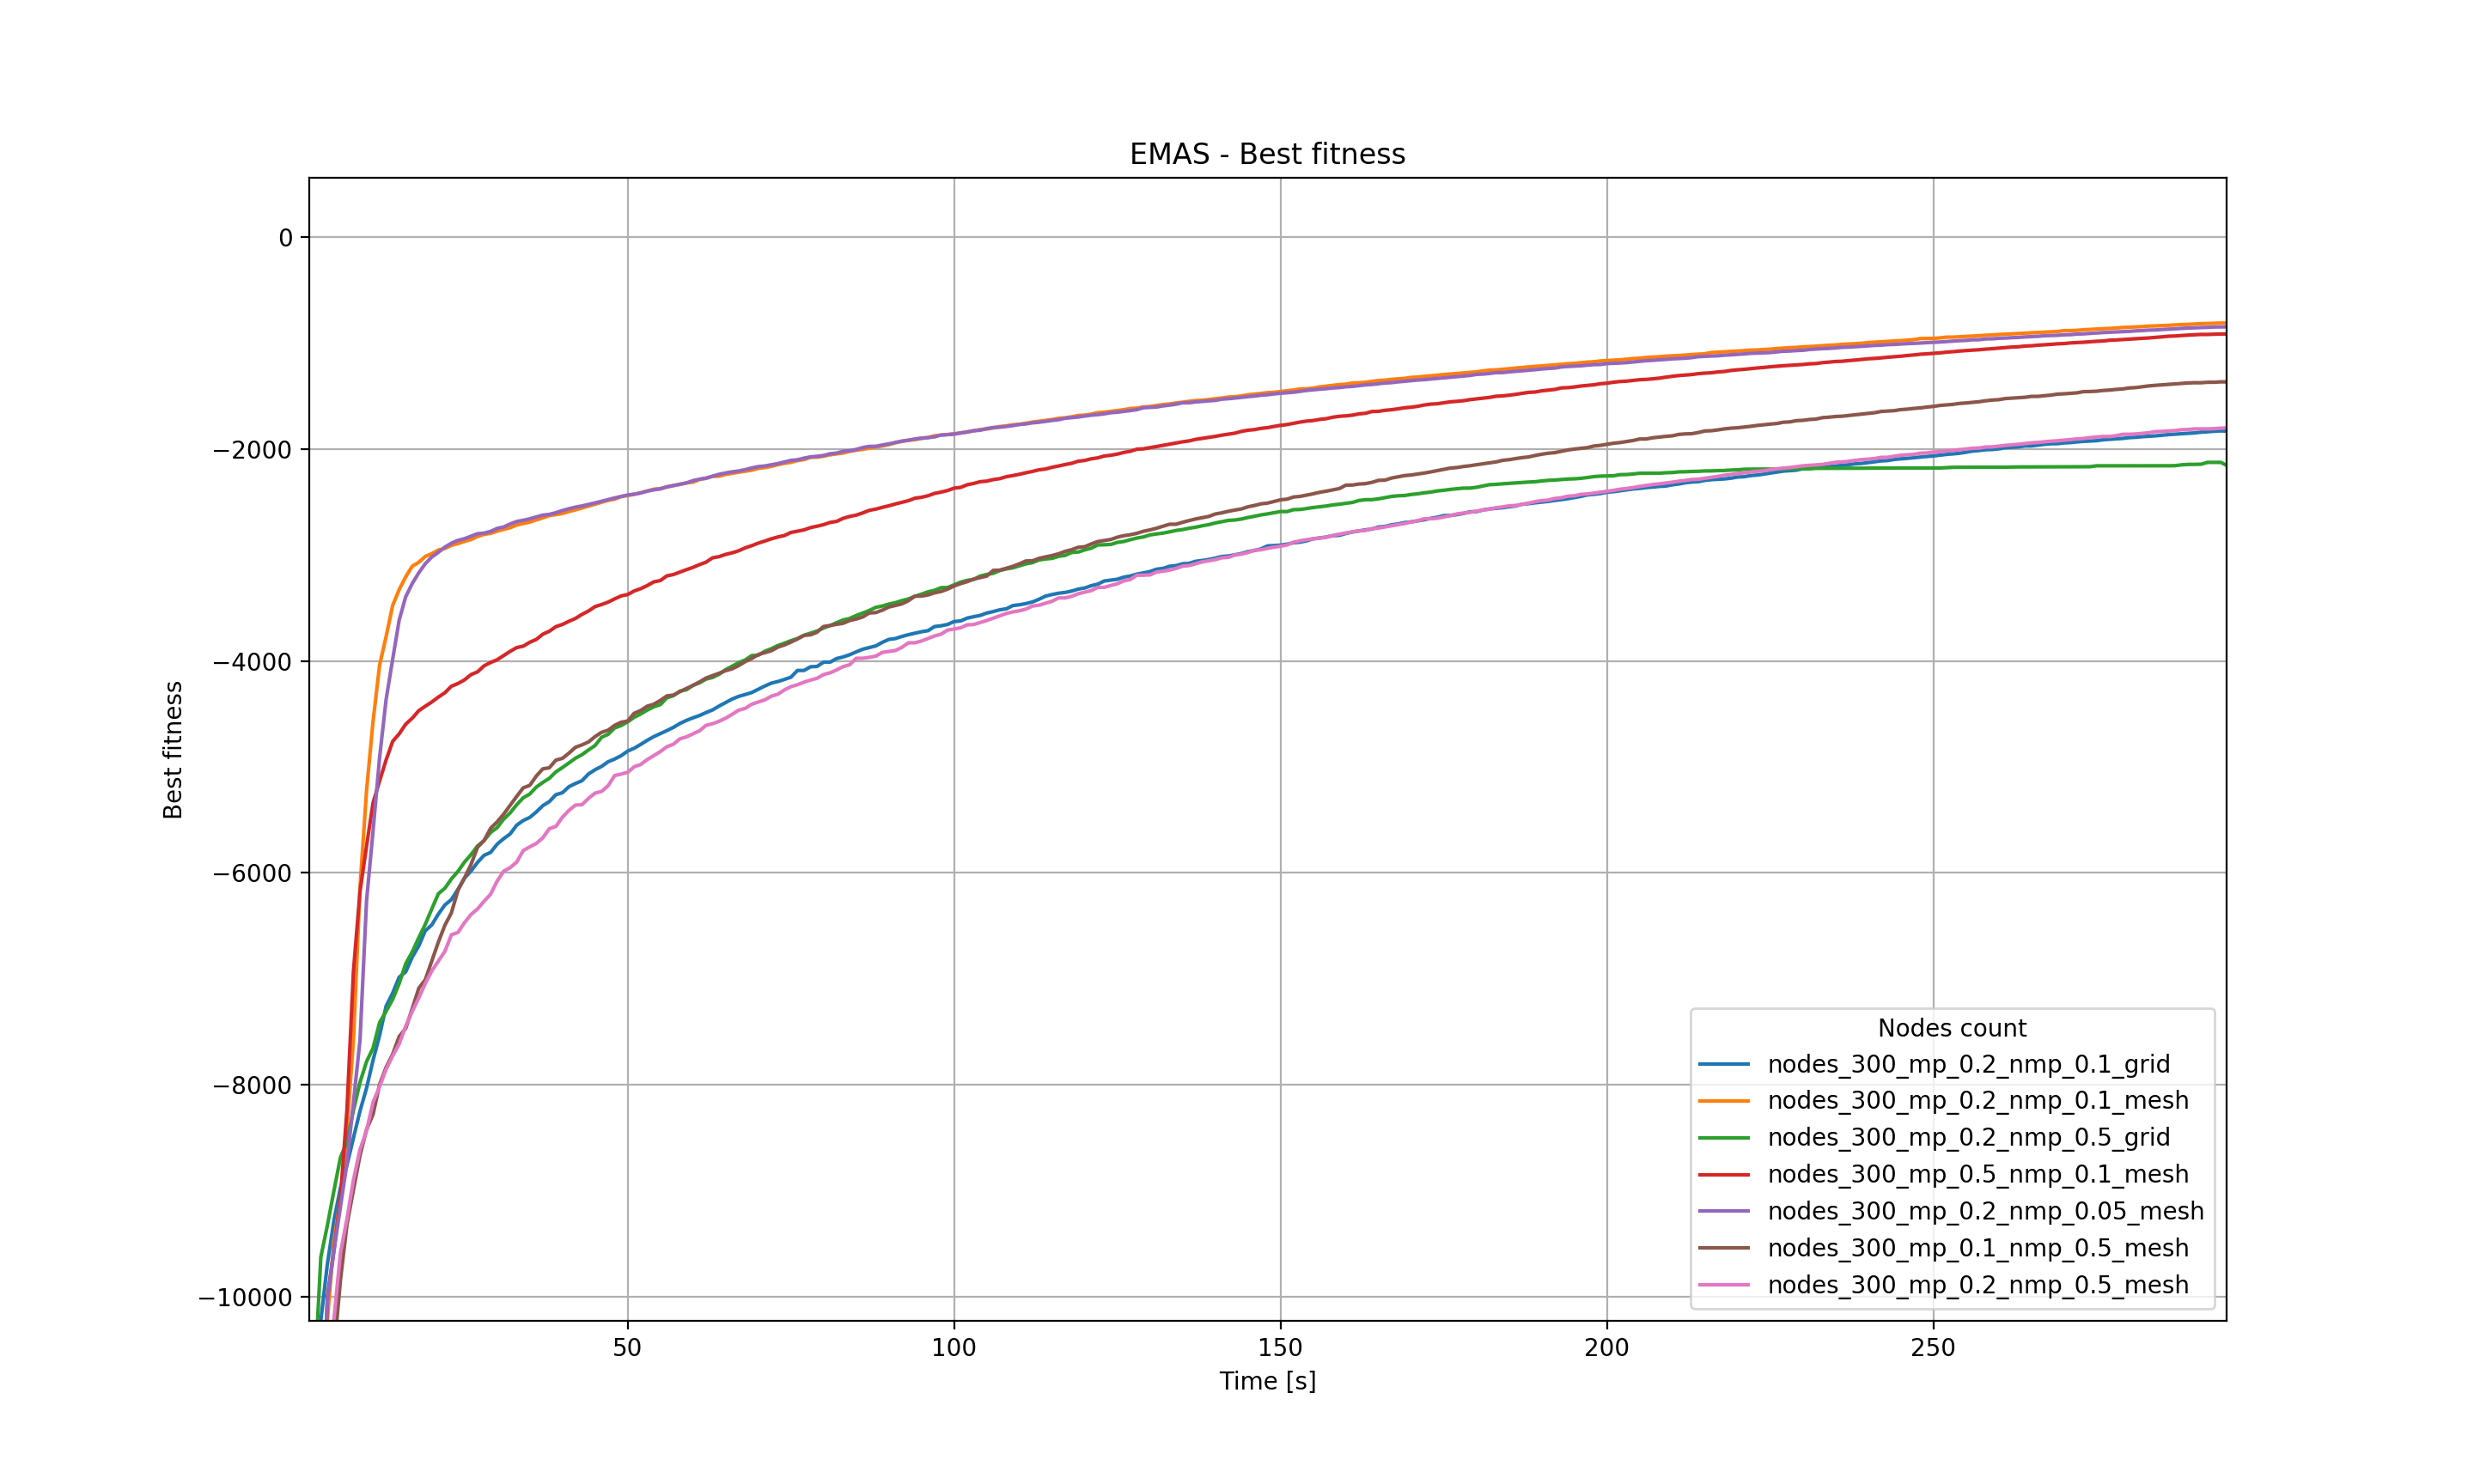 EMAS - Best fitness
0
−2000
−4000
−6000
−8000
−10000
Best fitness
50
100
150
200
250
Time [s]
Nodes count
nodes_300_mp_0.2_nmp_0.1_grid
nodes_300_mp_0.2_nmp_0.1_mesh
nodes_300_mp_0.2_nmp_0.5_grid
nodes_300_mp_0.5_nmp_0.1_mesh
nodes_300_mp_0.2_nmp_0.05_mesh
nodes_300_mp_0.1_nmp_0.5_mesh
nodes_300_mp_0.2_nmp_0.5_mesh